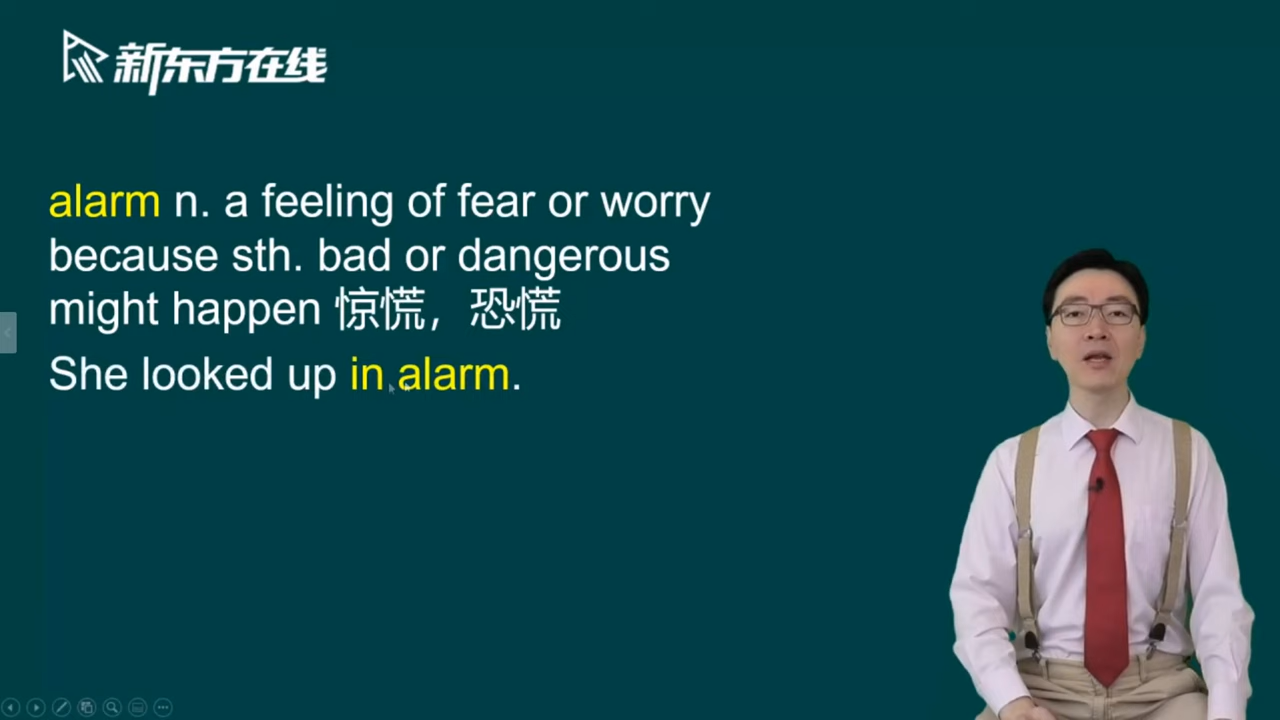 新东方在线
alarm n. a feeling of fear or worry
because sth. bad or dangerous
might happen 惊慌，恐慌
She looked up in alarm.